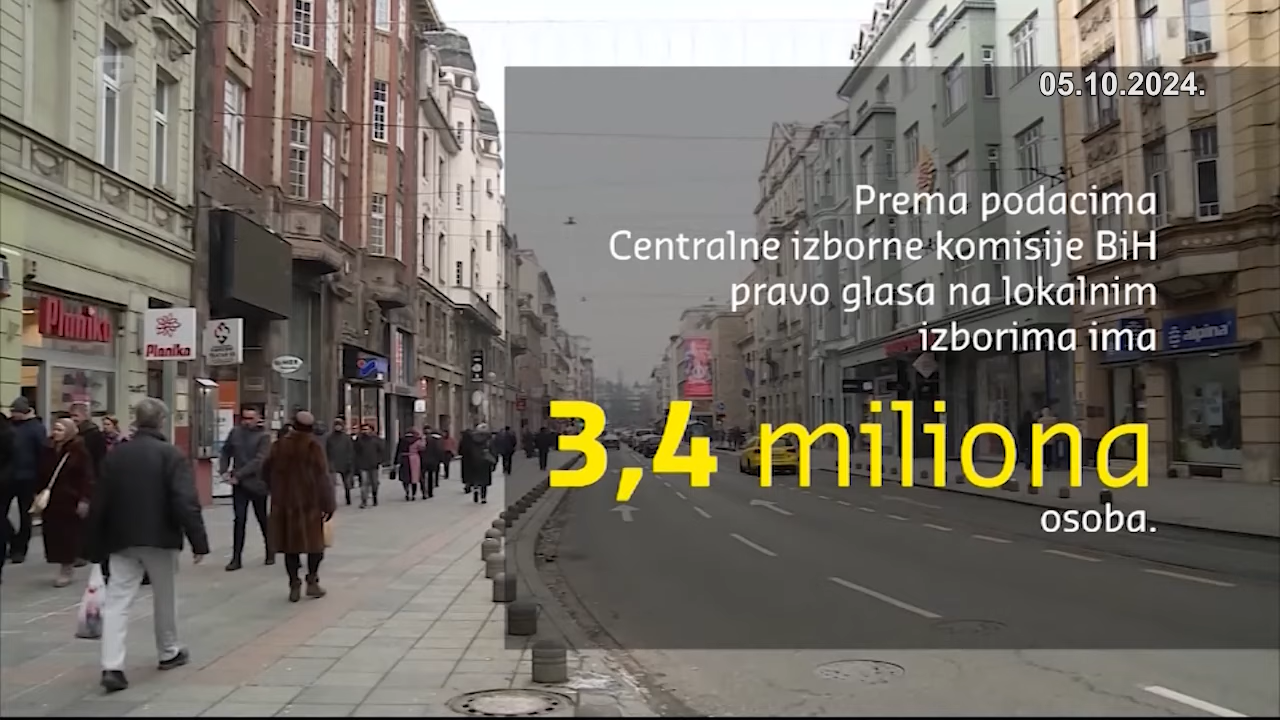 05.10.2024.
Prema podacima
Centralne izborne komisije BiH
pravo glasa na lokalnim
izborima ima
3,4 miliona
osoba.
Planika
Planika
alpina